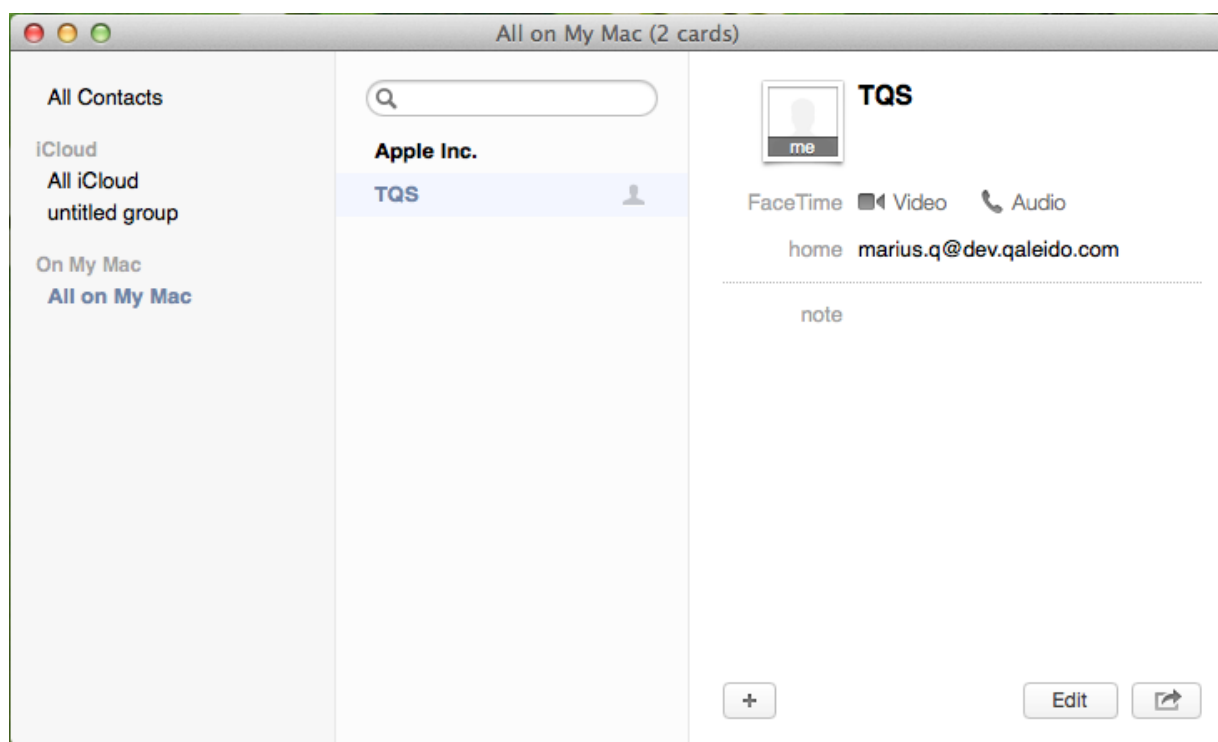 All on My Mac (2 cards)
All Contacts
iCloud
All iCloud
untitled group
On My Mac
All on My Mac
Apple Inc.
TQS
me
TQS
FaceTime Video Audio
home marius.q@dev.qaleido.com
note
+ Edit